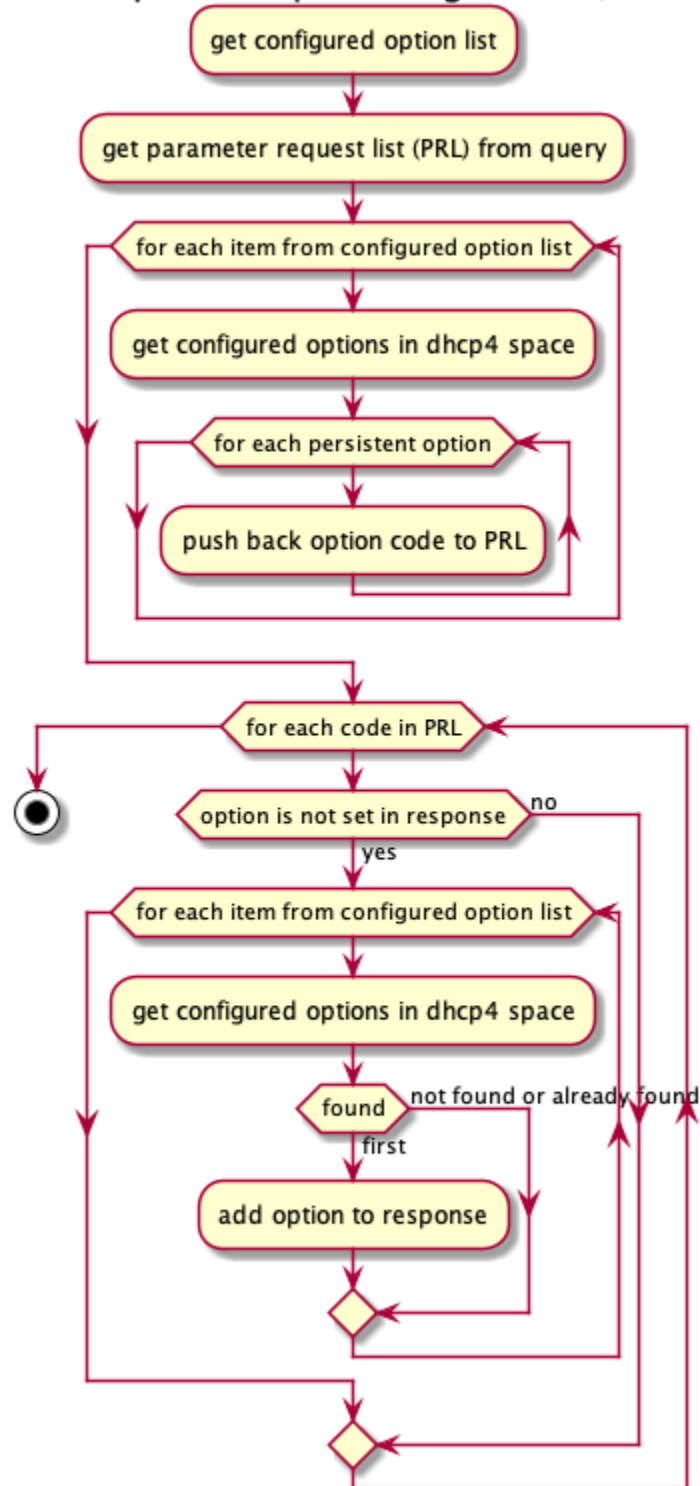 get configured option list
get parameter request list (PRL) from query
for each item from configured option list
get configured options in dhcp4 space
for each persistent option
push back option code to PRL
for each code in PRL
option is not set in response
no
yes
for each item from configured option list
get configured options in dhcp4 space
found
not found or already found
first
add option to response